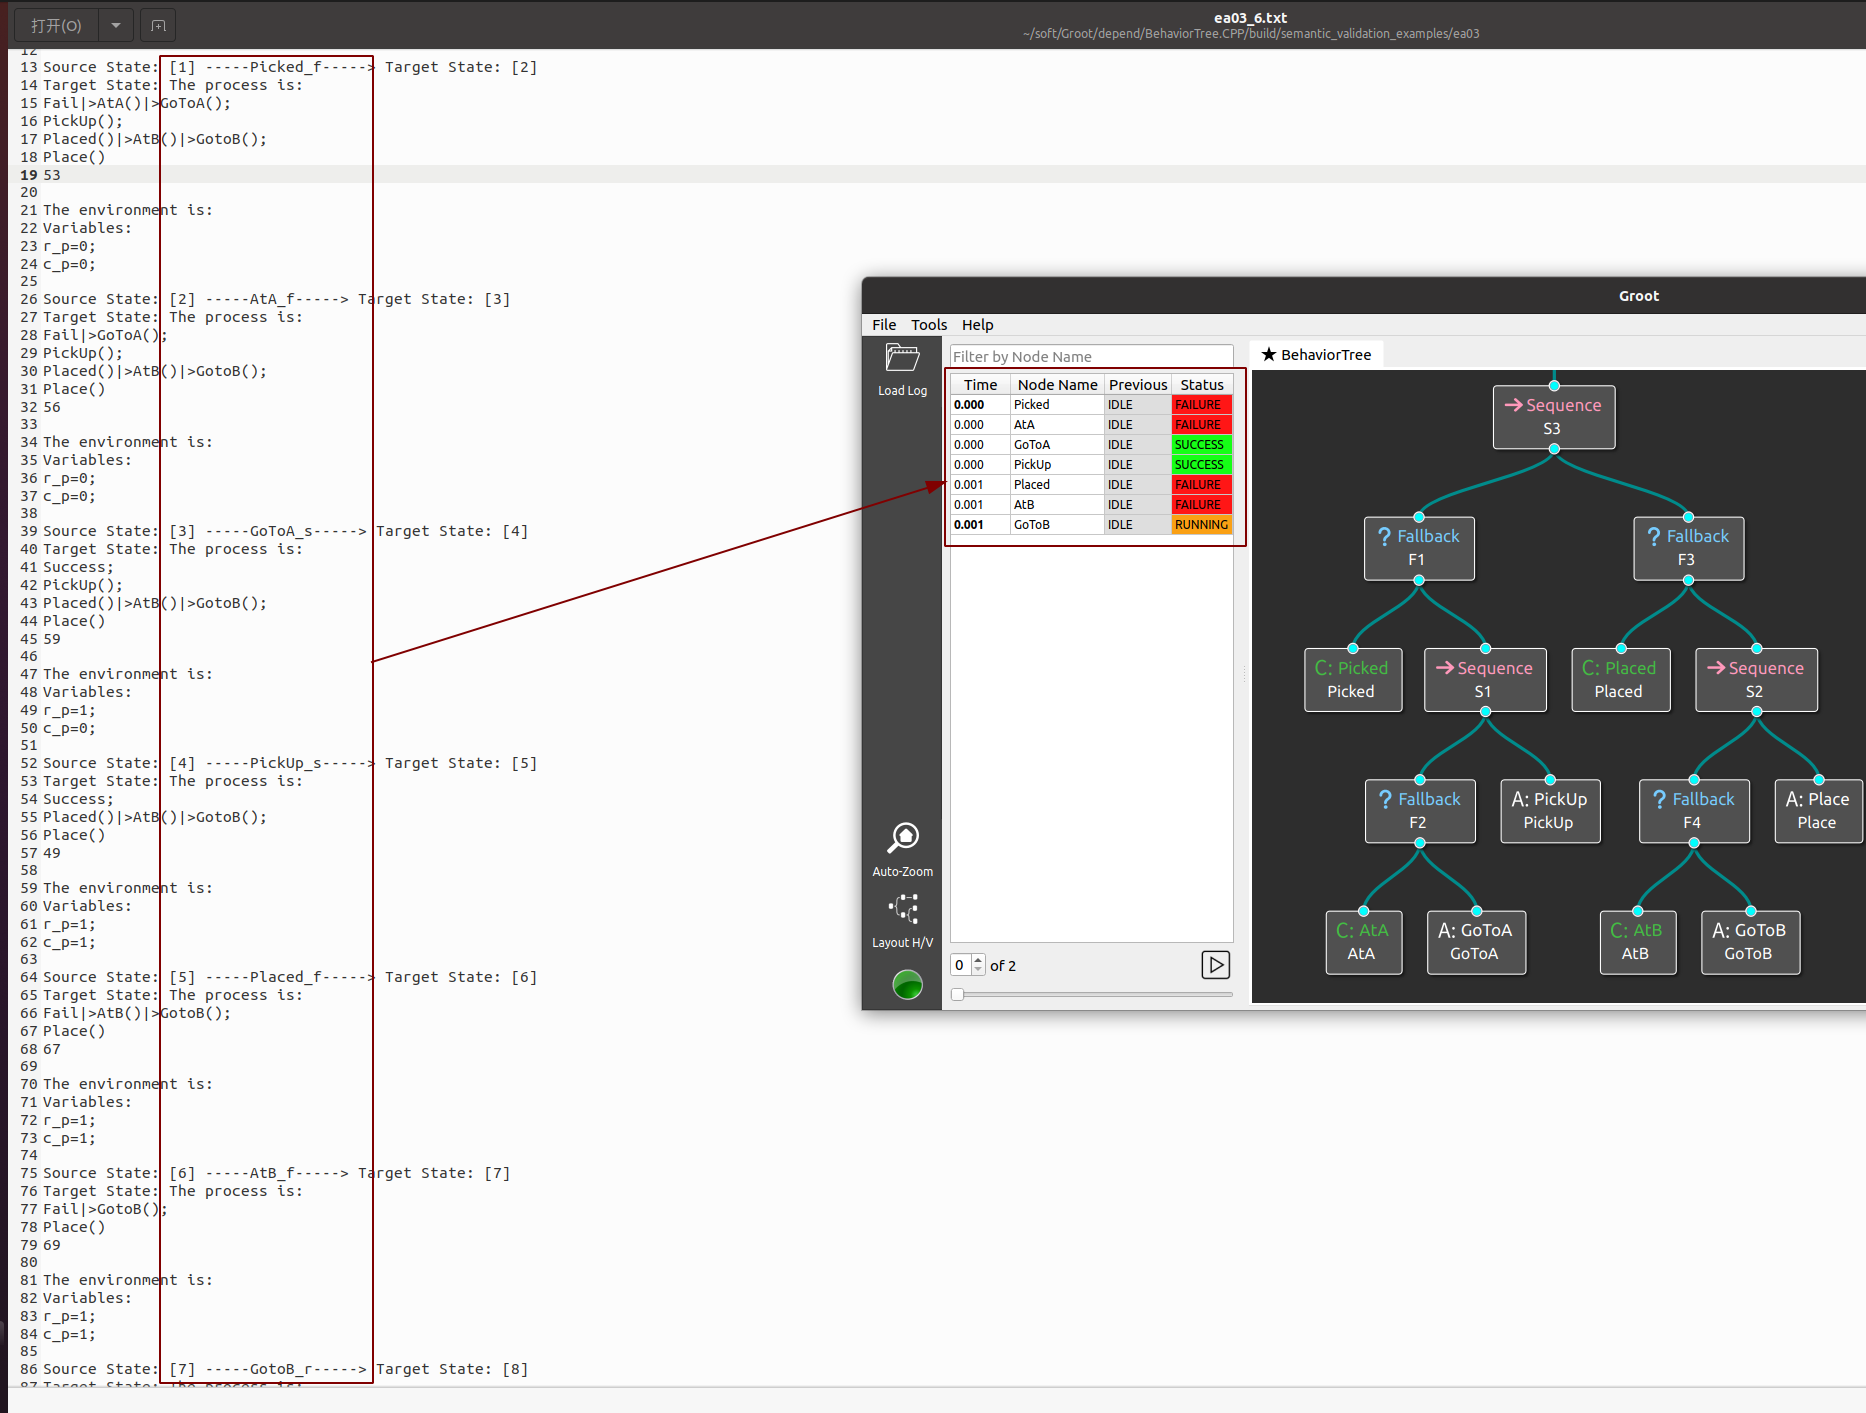 打开(O)
ea03_6.txt
~/soft/Groot/depend/BehaviorTree.CPP/build/semantic_validation_examples/ea03
12
13 Source State: [1] -----Picked_f-----> Target State: [2]
14 Target State: The process is:
15 Fail|>AtA()|>GoToA();
16 PickUp();
17 Placed()|>AtB()|>GotoB();
18 Place()
19 53
20
21 The environment is:
22 Variables:
23 r_p=0;
24 c_p=0;
25
26 Source State: [2] -----AtA_f-----> Target State: [3]
27 Target State: The process is:
28 Fail|>GoToA();
29 PickUp();
30 Placed()|>AtB()|>GotoB();
31 Place()
32 56
33
34 The environment is:
35 Variables:
36 r_p=0;
37 c_p=0;
38
39 Source State: [3] -----GoToA_s-----> Target State: [4]
40 Target State: The process is:
41 Success;
42 PickUp();
43 Placed()|>AtB()|>GotoB();
44 Place()
45 59
46
47 The environment is:
48 Variables:
49 r_p=1;
50 c_p=0;
51
52 Source State: [4] -----PickUp_s-----> Target State: [5]
53 Target State: The process is:
54 Success;
55 Placed()|>AtB()|>GotoB();
56 Place()
57 49
58
59 The environment is:
60 Variables:
61 r_p=1;
62 c_p=1;
63
64 Source State: [5] -----Placed_f-----> Target State: [6]
65 Target State: The process is:
66 Fail|>AtB()|>GotoB();
67 Place()
68 67
69
70 The environment is:
71 Variables:
72 r_p=1;
73 c_p=1;
74
75 Source State: [6] -----AtB_f-----> Target State: [7]
76 Target State: The process is:
77 Fail|>GotoB();
78 Place()
79 69
80
81 The environment is:
82 Variables:
83 r_p=1;
84 c_p=1;
85
86 Source State: [7] -----GotoB_r-----> Target State: [8]
87 Target State: The process is:
Groot
File Tools Help
Load Log
Filter by Node Name
Time Node Name Previous Status
0.000 Picked IDLE FAILURE
0.000 AtA IDLE FAILURE
0.000 GoToA IDLE SUCCESS
0.000 PickUp IDLE SUCCESS
0.001 Placed IDLE FAILURE
0.001 AtB IDLE FAILURE
0.001 GoToB IDLE RUNNING
Auto-Zoom
Layout H/V
0 of 2
★ BehaviorTree
→ Sequence
S3
? Fallback
F1
? Fallback
F3
C: Picked
Picked
→ Sequence
S1
C: Placed
Placed
→ Sequence
S2
? Fallback
F2
A: PickUp
PickUp
? Fallback
F4
A: Place
Place
C: AtA
AtA
A: GoToA
GoToA
C: AtB
AtB
A: GoToB
GoToB